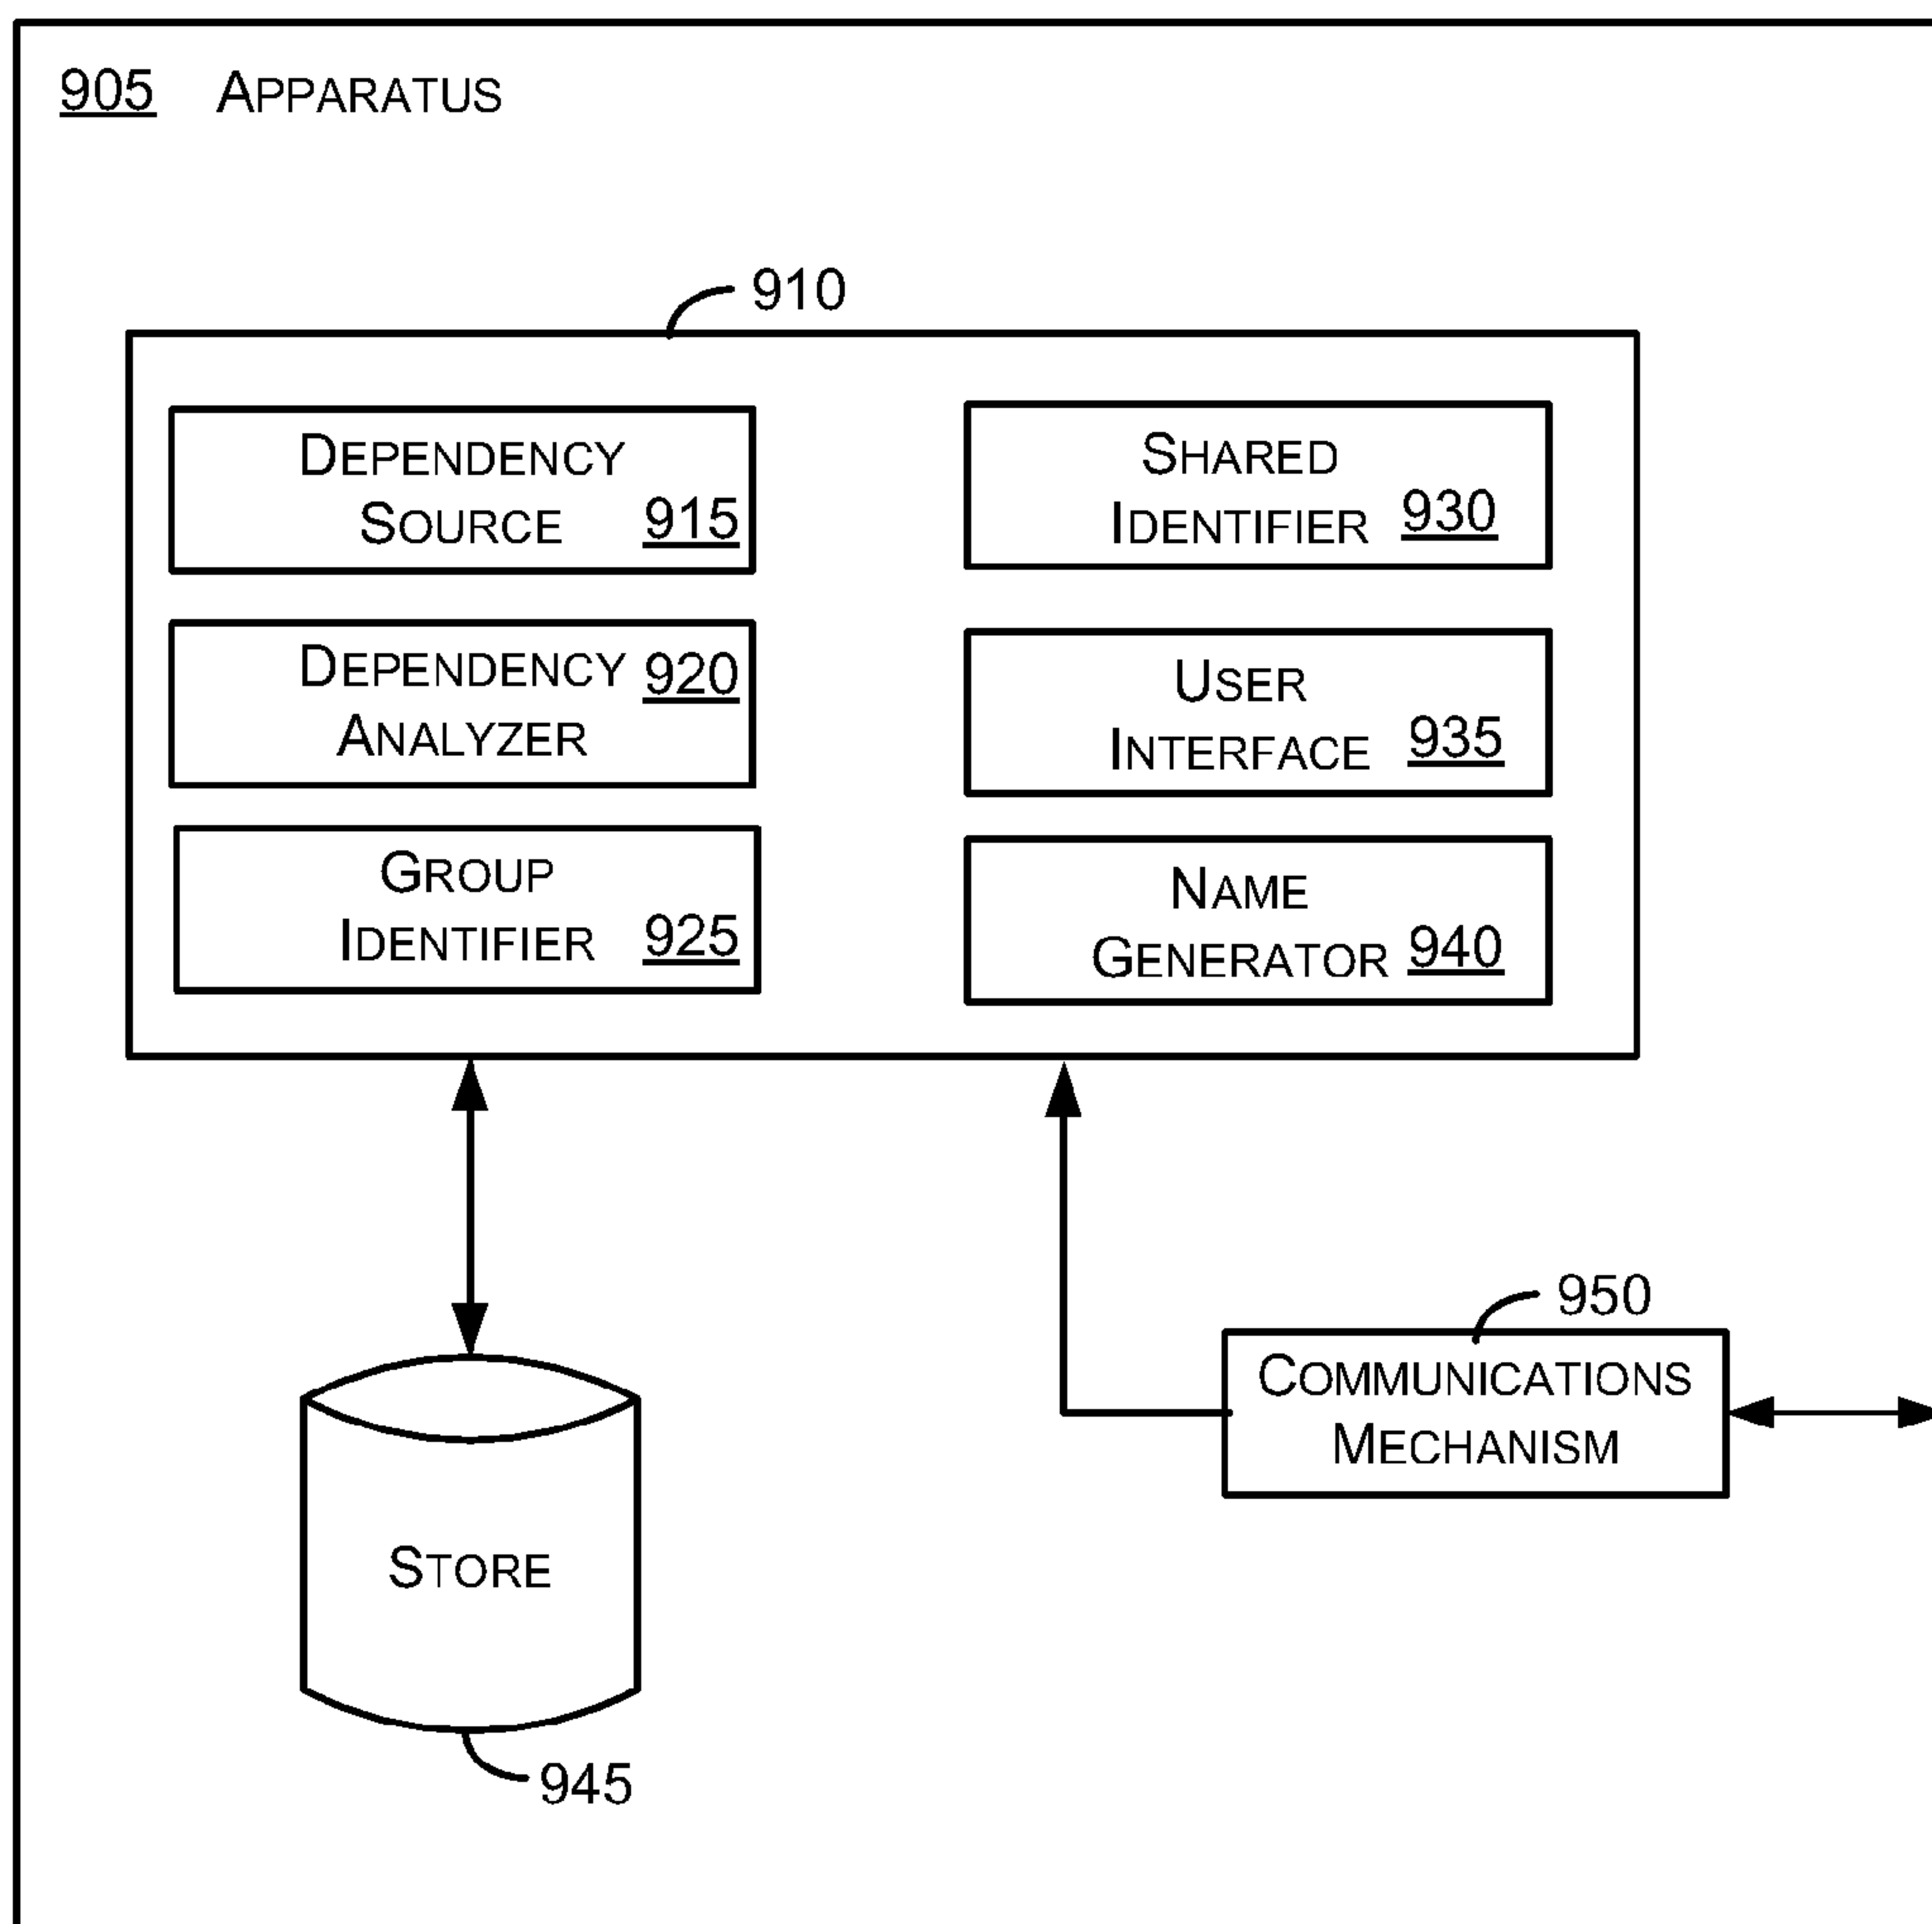 905 APPARATUS
910
DEPENDENCY
SOURCE 915
DEPENDENCY 920
ANALYZER
GROUP
IDENTIFIER 925
SHARED
IDENTIFIER 930
USER
INTERFACE 935
NAME
GENERATOR 940
950
COMMUNICATIONS
MECHANISM
STORE
945